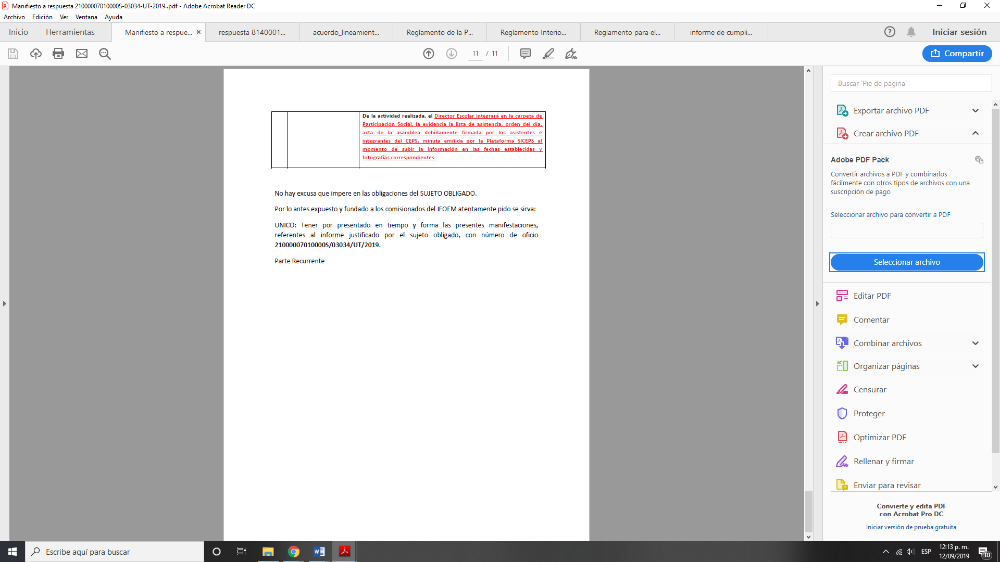 Manifiesto a respuesta 21000007010000S-03034-UT-2019..pdf - Adobe Acrobat Reader DC
Archivo Edición Ver Ventana Ayuda
Inicio Herramientas Manifiesto a respue... × respuesta 8140001... acuerdo_lineamient... Reglamento de la P... Reglamento Interio... Reglamento para el... informe de cumpli... Iniciar sesión
11 / 11 Compartir
De la actividad realizada, el Director Escolar integrará en la carpeta de
Participación Social, la evidencia la lista de asistencia, orden del día,
acta de la asamblea debidamente firmada por los asistentes e
integrantes del CEPS, minuta emitida por la Plataforma SICEPS al
momento de subir la información en las fechas establecidas y
fotografías correspondientes.
No hay excusa que impere en las obligaciones del SUJETO OBLIGADO.
Por lo antes expuesto y fundado a los comisionados del IFOEM atentamente pido se sirva:
UNICO: Tener por presentado en tiempo y forma las presentes manifestaciones,
referentes al informe justificado por el sujeto obligado, con número de oficio
21000007010000S/03034/UT/2019.
Parte Recurrente
Buscar 'Pie de página'
Exportar archivo PDF
Crear archivo PDF
Adobe PDF Pack
Convertir archivos a PDF y combinarlos
fácilmente con otros tipos de archivos con una
suscripción de pago
Seleccionar archivo para convertir a PDF
Seleccionar archivo
Editar PDF
Comentar
Combinar archivos
Organizar páginas
Censurar
Proteger
Optimizar PDF
Rellenar y firmar
Enviar para revisar
Convierte y edita PDF
con Acrobat Pro DC
Iniciar versión de prueba gratuita
Escribe aquí para buscar
ESP
12:13 p. m.
12/09/2019
30